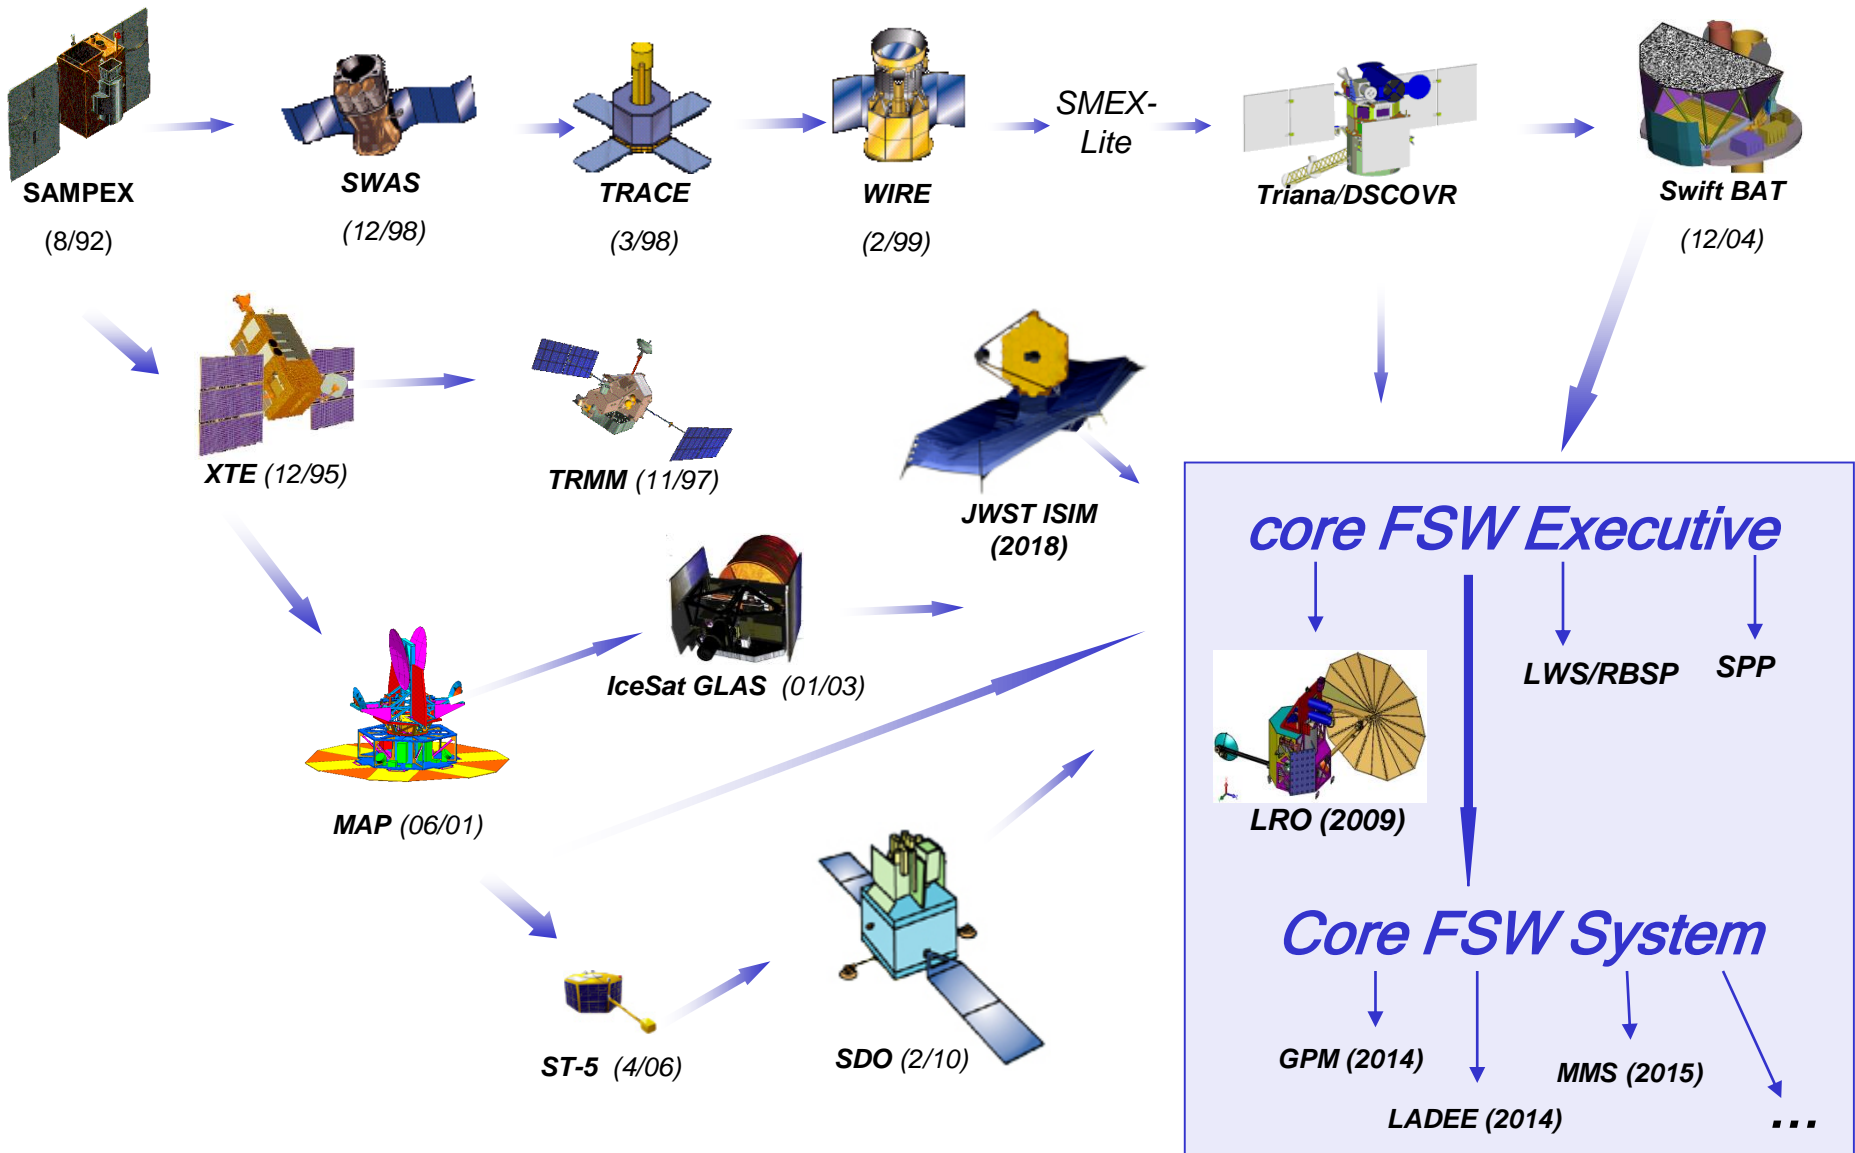 SMEX-
Lite
SAMPEX
(8/92)
SWAS
(12/98)
TRACE
(3/98)
WIRE
(2/99)
Triana/DSCOVR
Swift BAT
(12/04)
XTE (12/95)
TRMM (11/97)
JWST ISIM
(2018)
core FSW Executive
IceSat GLAS (01/03)
LWS/RBSP
SPP
MAP (06/01)
LRO (2009)
Core FSW System
ST-5 (4/06)
SDO (2/10)
GPM (2014)
MMS (2015)
LADEE (2014)
...